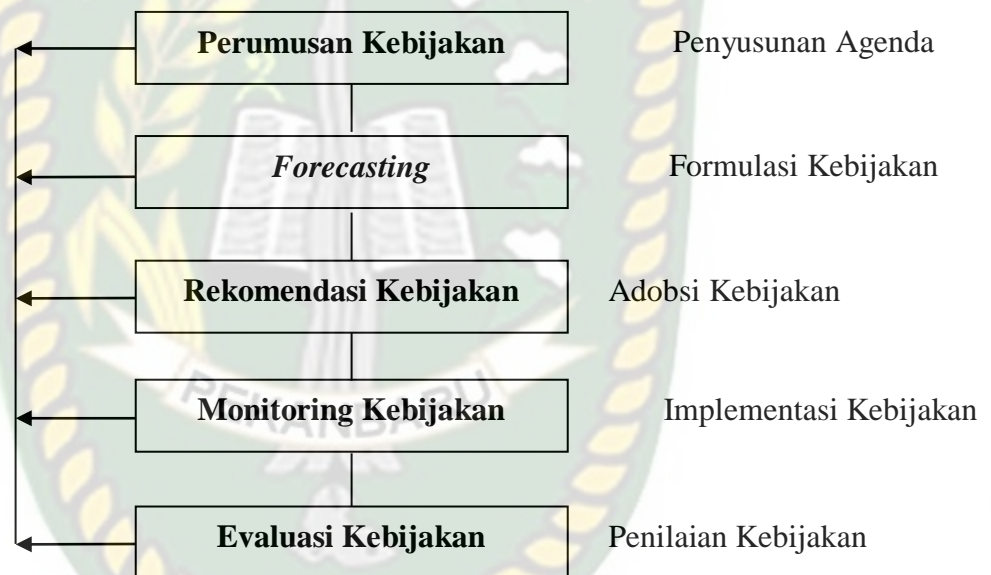 Perumusan Kebijakan Penyusunan Agenda
Forecasting Formulasi Kebijakan
Rekomendasi Kebijakan Adobsi Kebijakan
Monitoring Kebijakan Implementasi Kebijakan
PEKANBARU
Evaluasi Kebijakan Penilaian Kebijakan